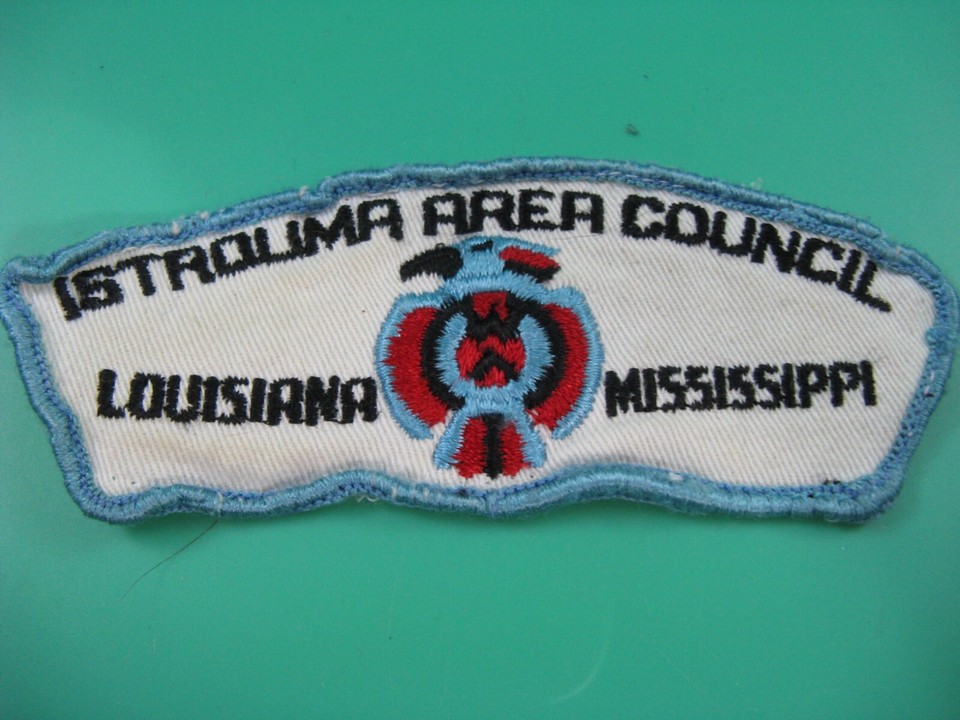 ISTROUMA AREA COUNCIL
LOUISIANA MISSISSIPPI